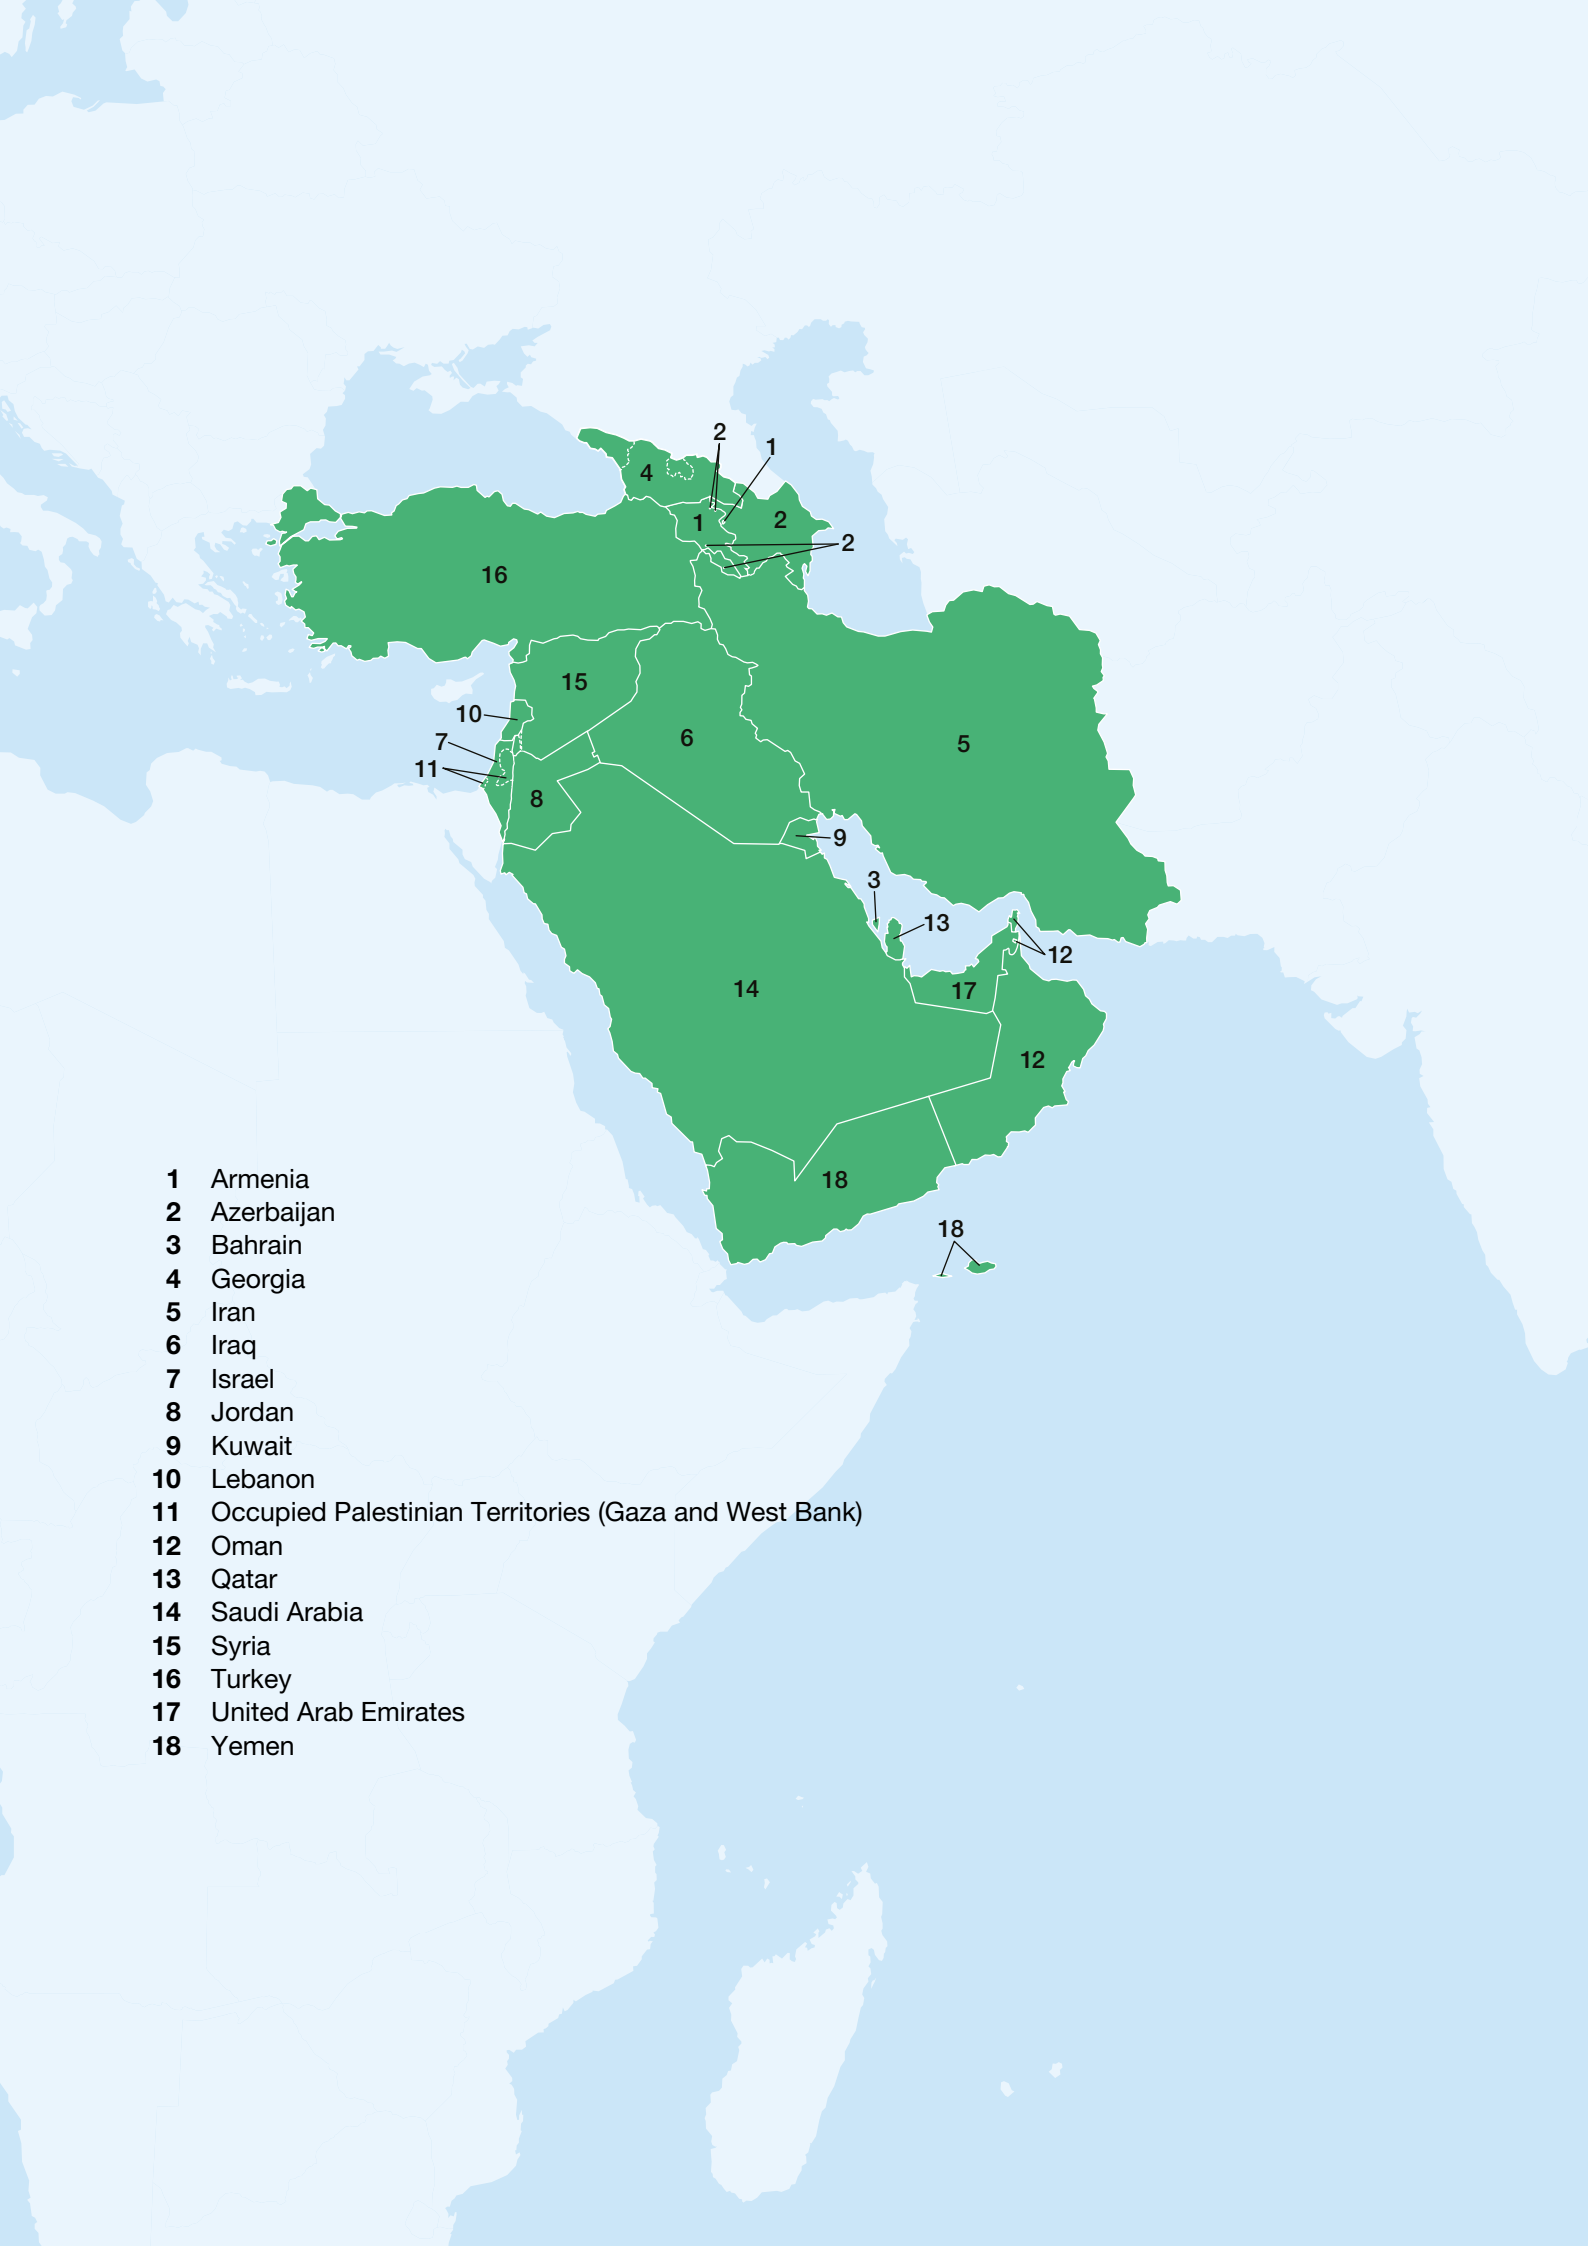 2
1
4
1
2
2
16
15
10
6
7
5
11
8
9
3
13
12
14
17
12
18
18
1 Armenia
2 Azerbaijan
3 Bahrain
4 Georgia
5 Iran
6 Iraq
7 Israel
8 Jordan
9 Kuwait
10 Lebanon
11 Occupied Palestinian Territories (Gaza and West Bank)
12 Oman
13 Qatar
14 Saudi Arabia
15 Syria
16 Turkey
17 United Arab Emirates
18 Yemen